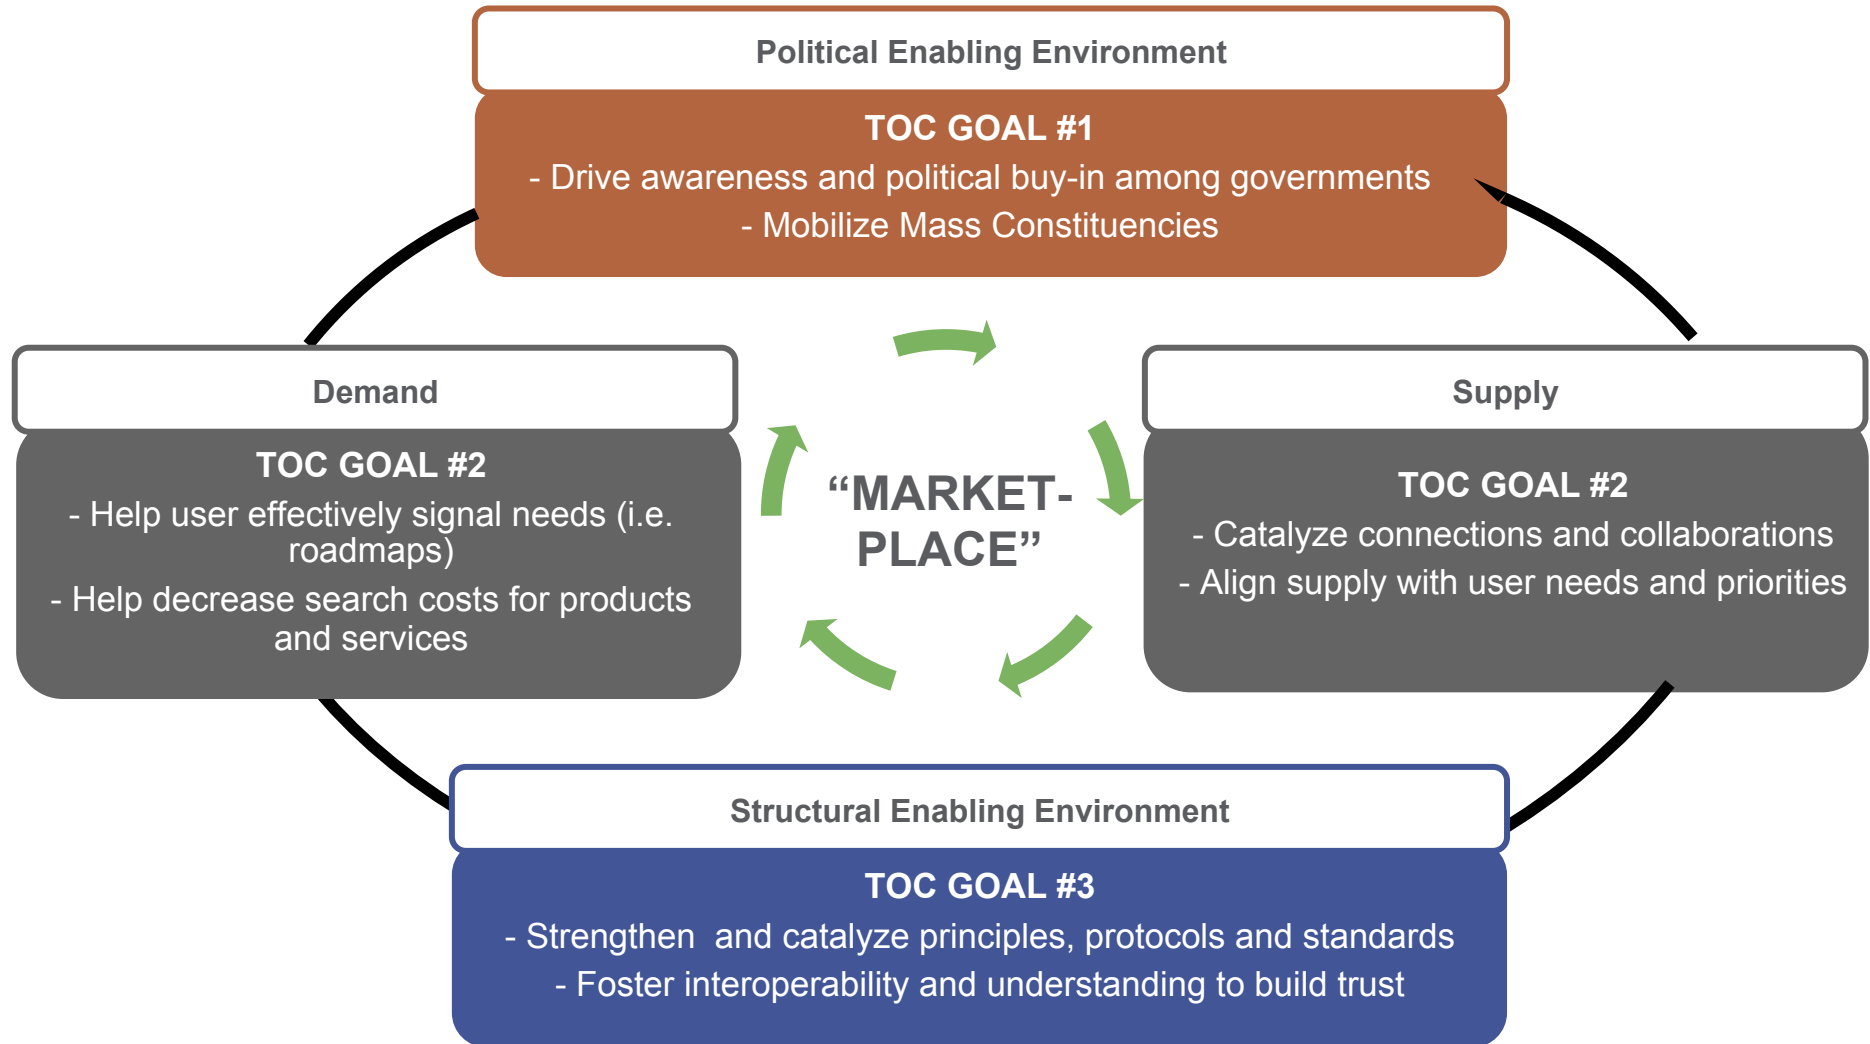 Political Enabling Environment
TOC GOAL #1
- Drive awareness and political buy-in among governments
- Mobilize Mass Constituencies
Demand
TOC GOAL #2
- Help user effectively signal needs (i.e.
roadmaps)
- Help decrease search costs for products
and services
“MARKET-
PLACE”
Supply
TOC GOAL #2
- Catalyze connections and collaborations
- Align supply with user needs and priorities
Structural Enabling Environment
TOC GOAL #3
- Strengthen  and catalyze principles, protocols and standards
- Foster interoperability and understanding to build trust